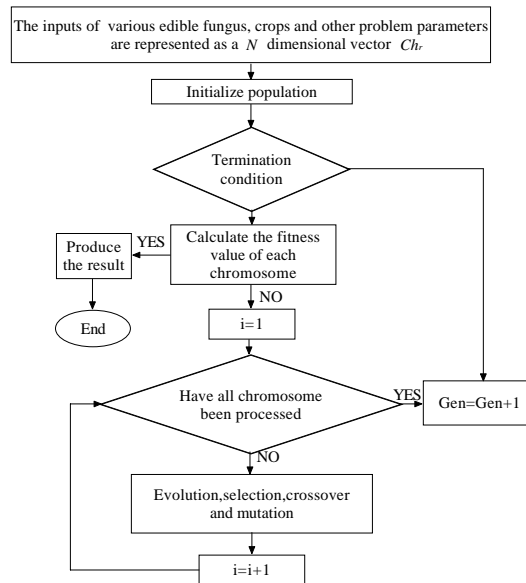 The inputs of various edible fungus, crops and other problem parameters
are represented as a N dimensional vector Chr
Initialize population
Termination
condition
Calculate the fitness
value of each
chromosome
YES
Produce
the result
End
NO
i=1
Have all chromosome
been processed
YES
Gen=Gen+1
NO
Evolution,selection,crossover
and mutation
i=i+1